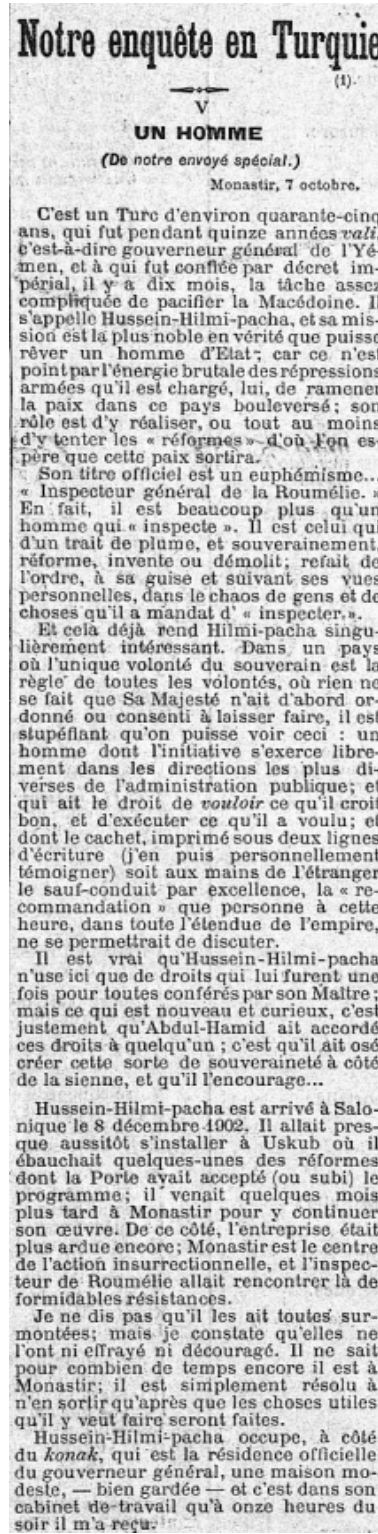 Notre enquête en Turquie
(1)
V
UN HOMME
(De notre envoyé spécial.)
Monastir, 7 octobre.
C'est un Turc d'environ quarante-cinq
ans, qui fut pendant quinze années vali,
c'est-à-dire gouverneur général de l'Yé-
men, et à qui fut confiée par décret im-
périal, il y a dix mois, la tâche assez
compliquée de pacifier la Macédoine. Il
s'appelle Hussein-Hilmi-pacha, et sa mis-
sion est la plus noble en vérité que puisse
rêver un homme d'Etat; car ce n'est
point par l'énergie brutale des répressions
armées qu'il est chargé, lui, de ramener
la paix dans ce pays bouleversé; son
rôle est d'y réaliser, ou tout au moins
d'y tenter les « réformes » d'où l'on es-
père que cette paix sortira.
Son titre officiel est un euphémisme...
« Inspecteur général de la Roumélie. »
En fait, il est beaucoup plus qu'un
homme qui « inspecte ». Il est celui qui
d'un trait de plume, et souverainement,
réforme, invente ou démolit; refait de
l'ordre, à sa guise et suivant ses vues
personnelles, dans le chaos de gens et de
choses qu'il a mandat d' « inspecter ».
Et cela déjà rend Hilmi-pacha singu-
lièrement intéressant. Dans un pays
où l'unique volonté du souverain est la
règle de toutes les volontés, où rien ne
se fait que Sa Majesté n'ait d'abord or-
donné ou consenti à laisser faire, il est
stupéfiant qu'on puisse voir ceci : un
homme dont l'initiative s'exerce libre-
ment dans les directions les plus di-
verses de l'administration publique; et
qui ait le droit de vouloir ce qu'il croit
bon, et d'exécuter ce qu'il a voulu; et
dont le cachet, imprimé sous deux lignes
d'écriture (j'en puis personnellement
témoigner) soit aux mains de l'étranger
le sauf-conduit par excellence, la « re-
commandation » que personne à cette
heure, dans toute l'étendue de l'empire,
ne se permettrait de discuter.
Il est vrai qu'Hussein-Hilmi-pacha
n'use ici que de droits qui lui furent une
fois pour toutes conférés par son Maître;
mais ce qui est nouveau et curieux, c'est
justement qu'Abdul-Hamid ait accordé
ces droits à quelqu'un; c'est qu'il ait osé
créer cette sorte de souveraineté à côté
de la sienne, et qu'il l'encourage...
Hussein-Hilmi-pacha est arrivé à Salo-
nique le 8 décembre 1902. Il allait pres-
que aussitôt s'installer à Uskub où il
ébauchait quelques-unes des réformes
dont la Porte avait accepté (ou subi) le
programme; il venait quelques mois
plus tard à Monastir pour y continuer
son œuvre. De ce côté, l'entreprise était
plus ardue encore; Monastir est le centre
de l'action insurrectionnelle, et l'inspec-
teur de Roumélie allait rencontrer là de
formidables résistances.
Je ne dis pas qu'il les ait toutes sur-
montées; mais je constate qu'elles ne
l'ont ni effrayé ni découragé. Il ne sait
pour combien de temps encore il est à
Monastir; il est simplement résolu à
n'en sortir qu'après que les choses utiles
qu'il y veut faire seront faites.
Hussein-Hilmi-pacha occupe, à côté
du konak, qui est la résidence officielle
du gouverneur général, une maison mo-
deste, — bien gardée — et c'est dans son
cabinet de travail qu'à onze heures du
soir il m'a reçu.